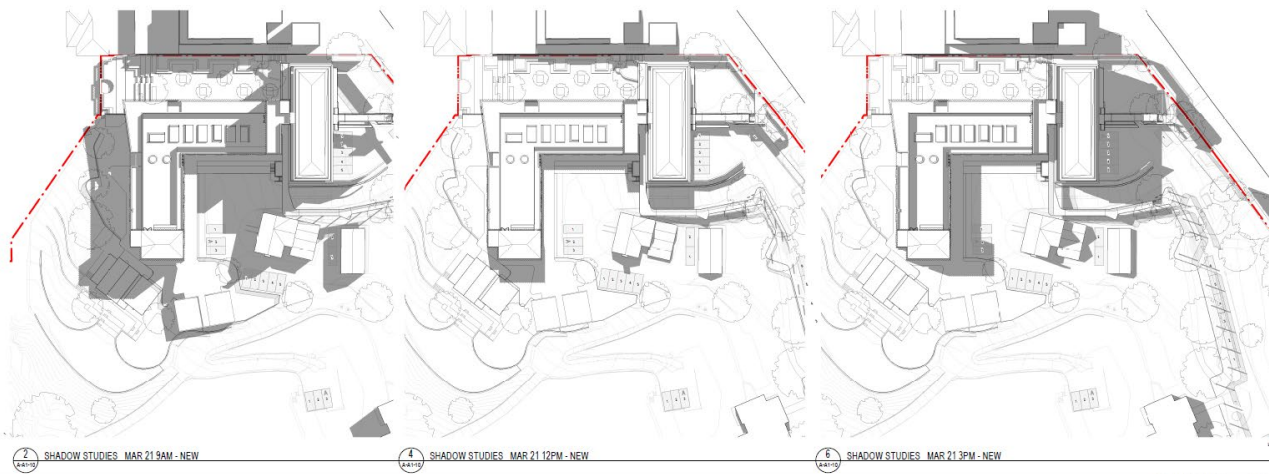 2 SHADOW STUDIES MAR 21 9AM - NEW
A-A1-10
4 SHADOW STUDIES MAR 21 12PM - NEW
A-A1-10
6 SHADOW STUDIES MAR 21 3PM - NEW
A-A1-10